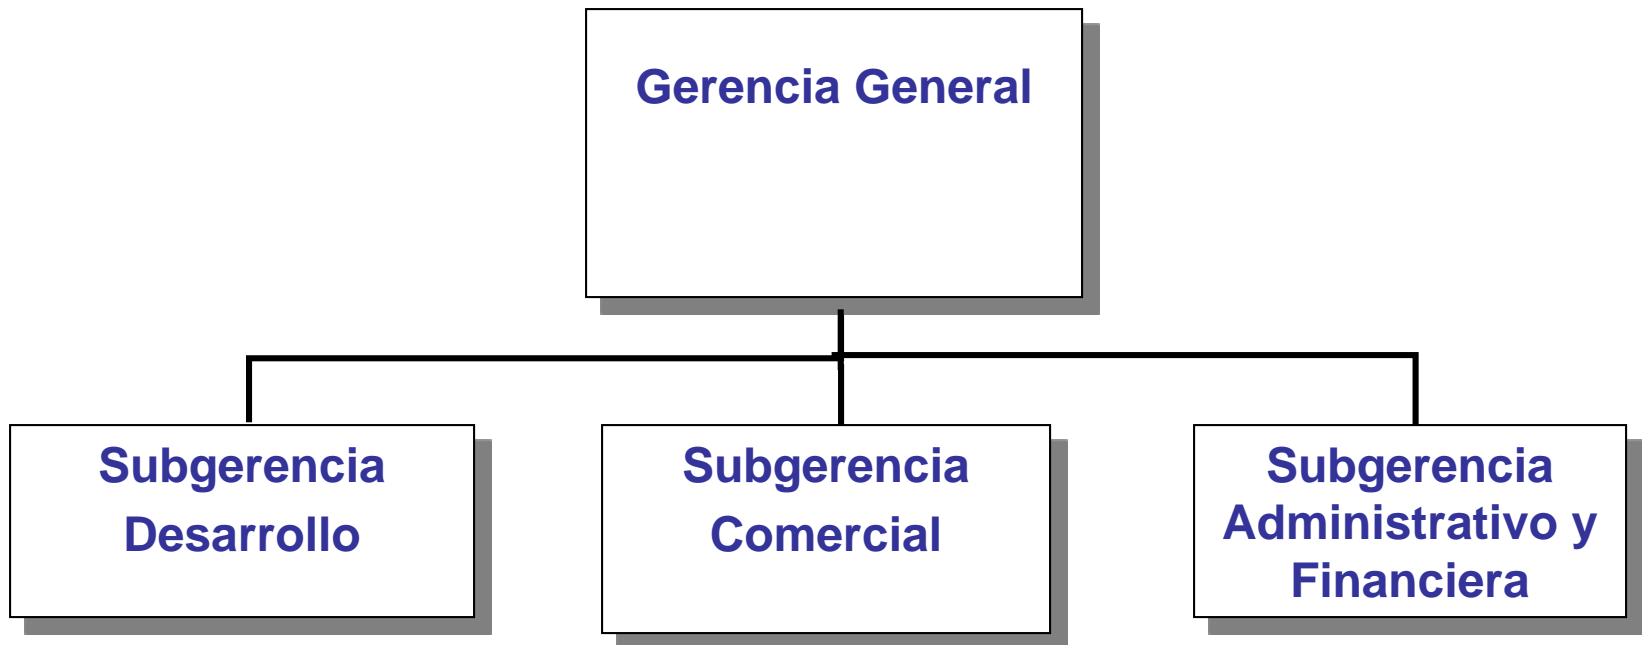 Gerencia General
Subgerencia
Desarrollo
Subgerencia
Comercial
Subgerencia
Administrativo y
Financiera